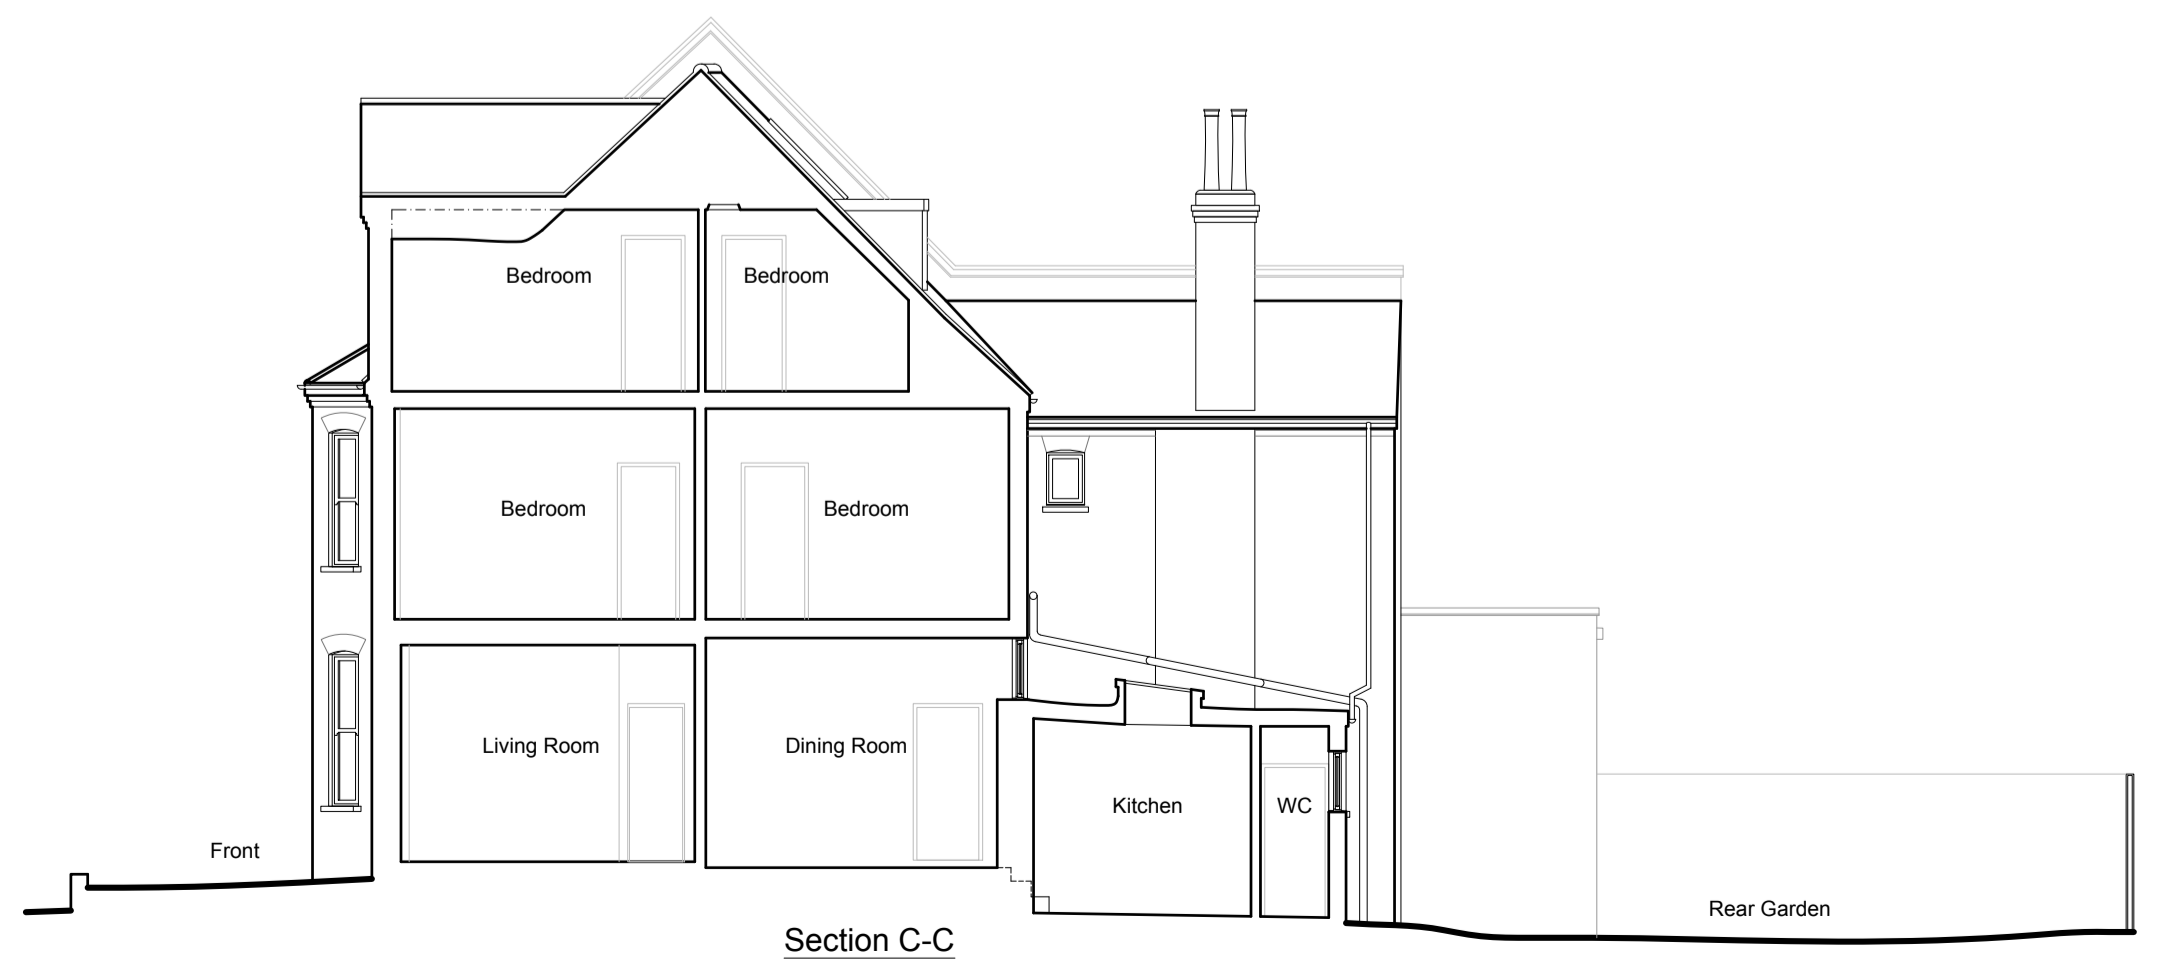 Bedroom
Bedroom
Bedroom
Bedroom
Living Room
Dining Room
Kitchen
WC
Front
Rear Garden
Section C-C